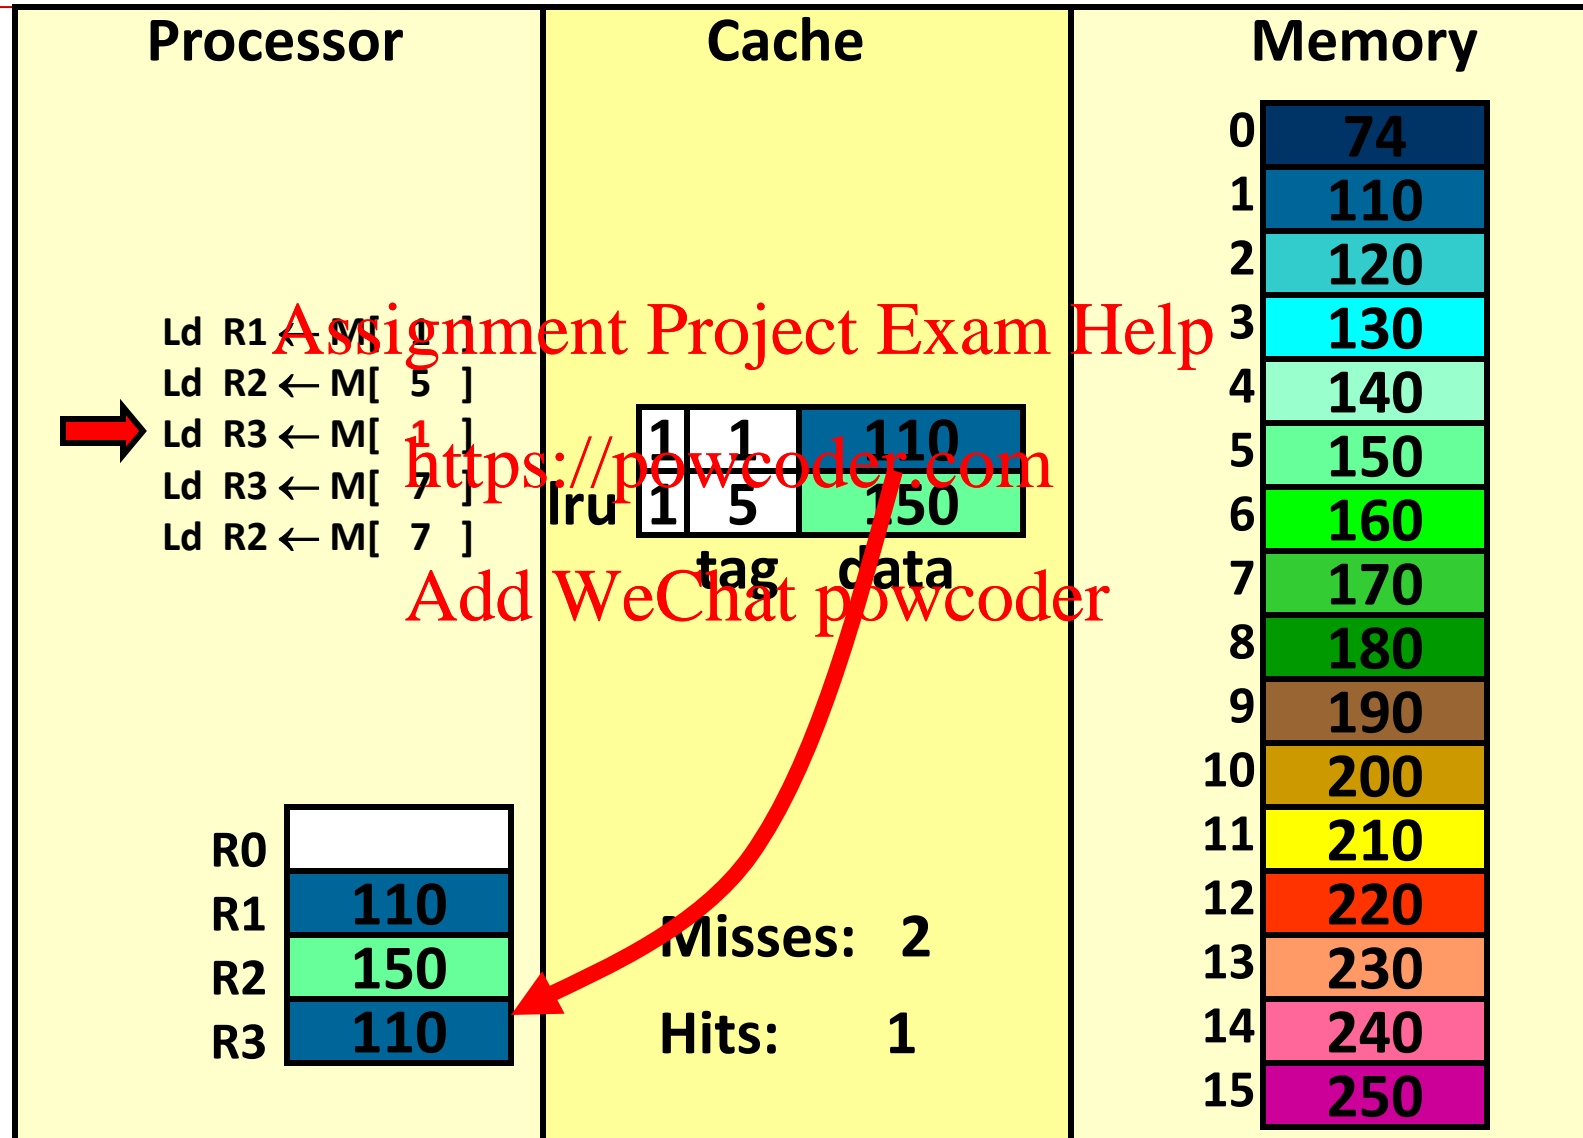 Processor
Ld R1 ← M[ 1 ]
Ld R2 ← M[ 5 ]
Ld R3 ← M[ 1 ]
Ld R3 ← M[ 7 ]
Ld R2 ← M[ 7 ]
R0
R1 110
R2 150
R3 110
Cache
1 1 110
lru 1 5 150
tag data
Misses: 2
Hits: 1
Memory
0 74
1 110
2 120
3 130
4 140
5 150
6 160
7 170
8 180
9 190
10 200
11 210
12 220
13 230
14 240
15 250
Assignment Project Exam Help
https://powcoder.com
Add WeChat powcoder